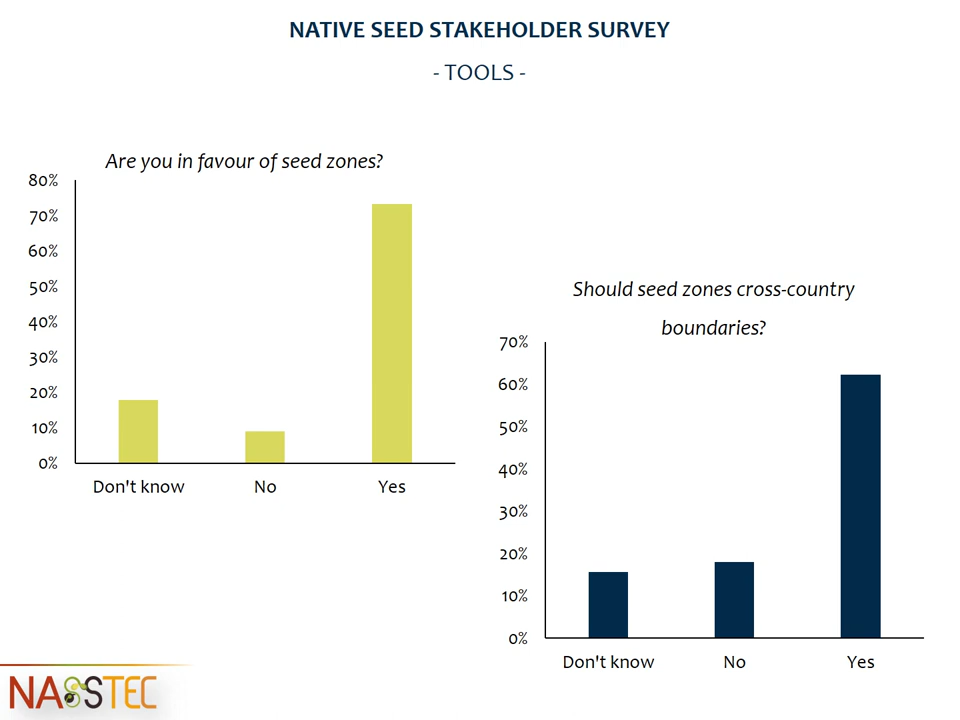 NATIVE SEED STAKEHOLDER SURVEY
- TOOLS -
Are you in favour of seed zones?
80%
70%
60%
50%
40%
30%
20%
10%
0%
Don't know No Yes
Should seed zones cross-country
boundaries?
70%
60%
50%
40%
30%
20%
10%
0%
Don't know No Yes
NASSTEC